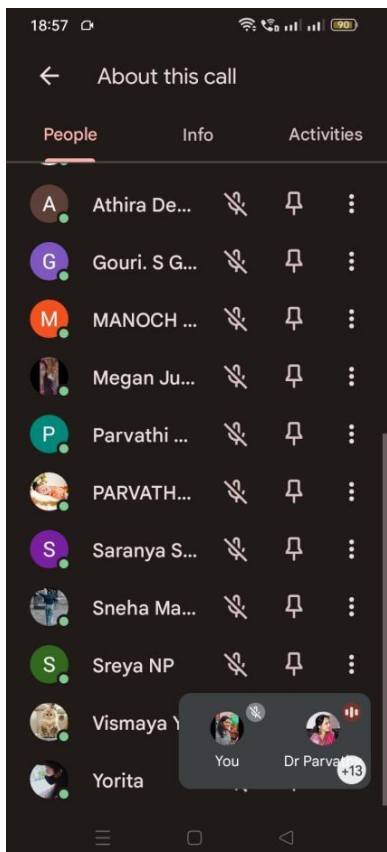 18:57 90
About this call
People Info Activities
A Athira De...
G Gouri. S G...
M MANOCH ...
Megan Ju...
P Parvathi ...
PARVATH...
S Saranya S...
Sneha Ma...
S Sreya NP
Vismaya Y
Yorita
You Dr Parvath
+13